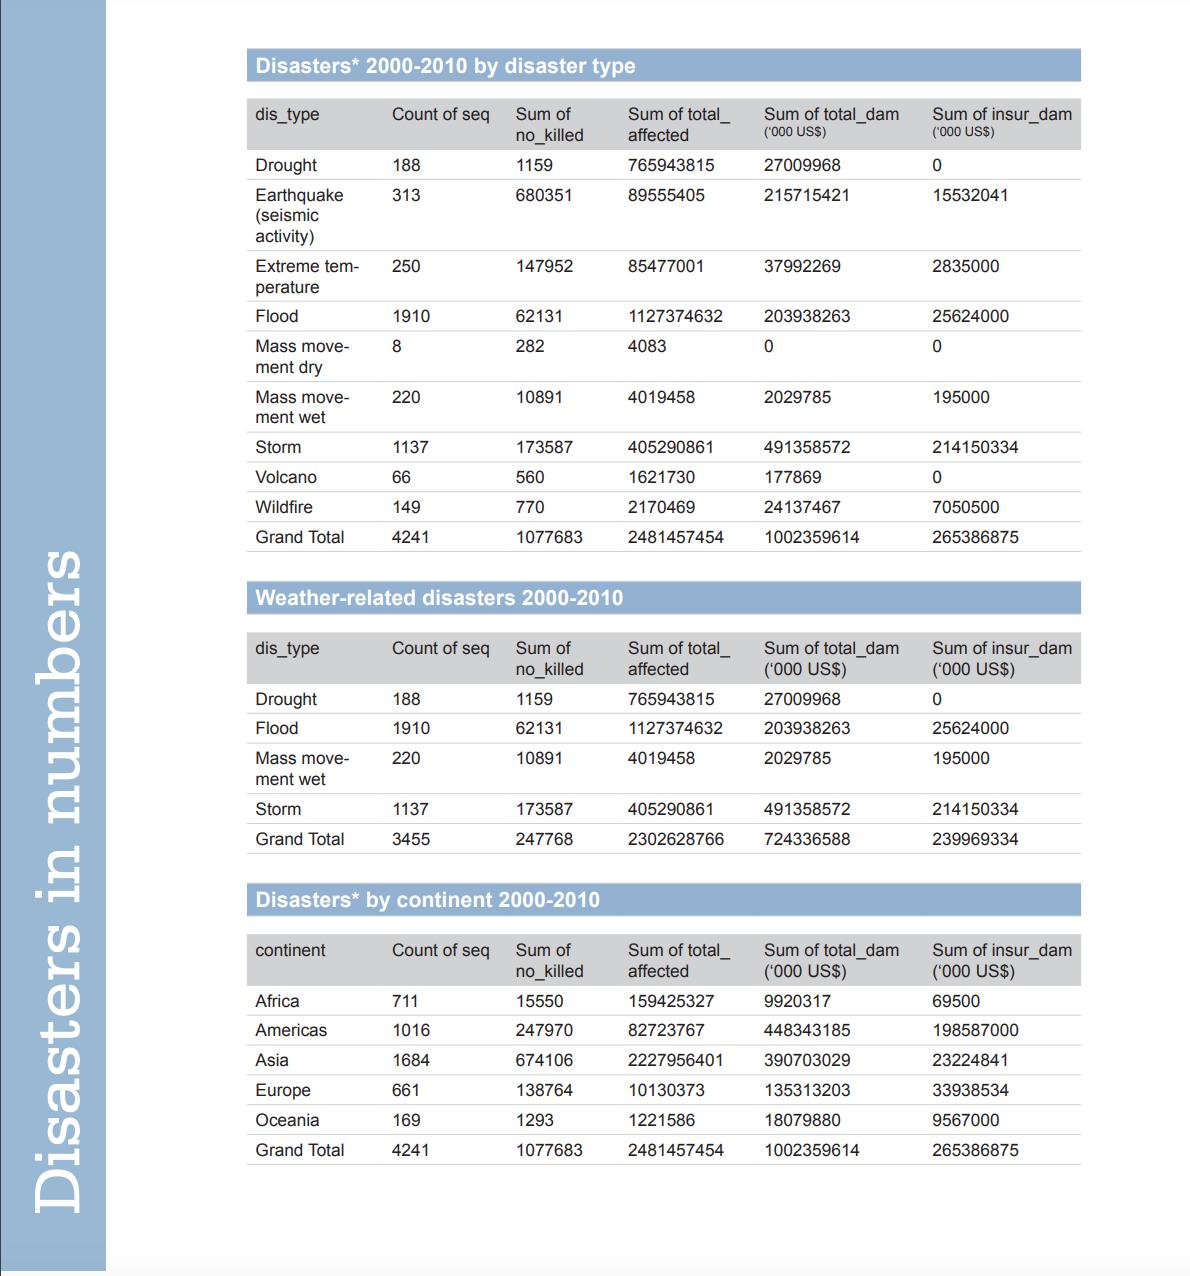 Disasters in numbers
Disasters* 2000-2010 by disaster type
dis_type Count of seq Sum of no_killed Sum of total_affected Sum of total_dam (‘000 US$) Sum of insur_dam (‘000 US$)
Drought 188 1159 765943815 27009968 0
Earthquake (seismic activity) 313 680351 89555405 215715421 15532041
Extreme tem-perature 250 147952 85477001 37992269 2835000
Flood 1910 62131 1127374632 203938263 25624000
Mass move-ment dry 8 282 4083 0 0
Mass move-ment wet 220 10891 4019458 2029785 195000
Storm 1137 173587 405290861 491358572 214150334
Volcano 66 560 1621730 177869 0
Wildfire 149 770 2170469 24137467 7050500
Grand Total 4241 1077683 2481457454 1002359614 265386875
Weather-related disasters 2000-2010
dis_type Count of seq Sum of no_killed Sum of total_affected Sum of total_dam (‘000 US$) Sum of insur_dam (‘000 US$)
Drought 188 1159 765943815 27009968 0
Flood 1910 62131 1127374632 203938263 25624000
Mass move-ment wet 220 10891 4019458 2029785 195000
Storm 1137 173587 405290861 491358572 214150334
Grand Total 3455 247768 2302628766 724336588 239969334
Disasters* by continent 2000-2010
continent Count of seq Sum of no_killed Sum of total_affected Sum of total_dam (‘000 US$) Sum of insur_dam (‘000 US$)
Africa 711 15550 159425327 9920317 69500
Americas 1016 247970 82723767 448343185 198587000
Asia 1684 674106 2227956401 390703029 23224841
Europe 661 138764 10130373 135313203 33938534
Oceania 169 1293 1221586 18079880 9567000
Grand Total 4241 1077683 2481457454 1002359614 265386875